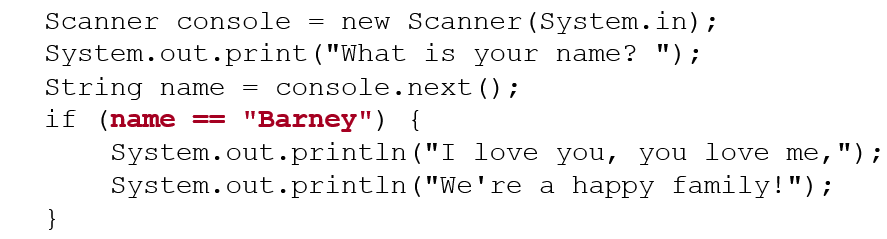 Scanner console = new Scanner(System.in);
System.out.print("What is your name? ");
String name = console.next();
if (name == "Barney") {
    System.out.println("I love you, you love me,");
    System.out.println("We're a happy family!");
}